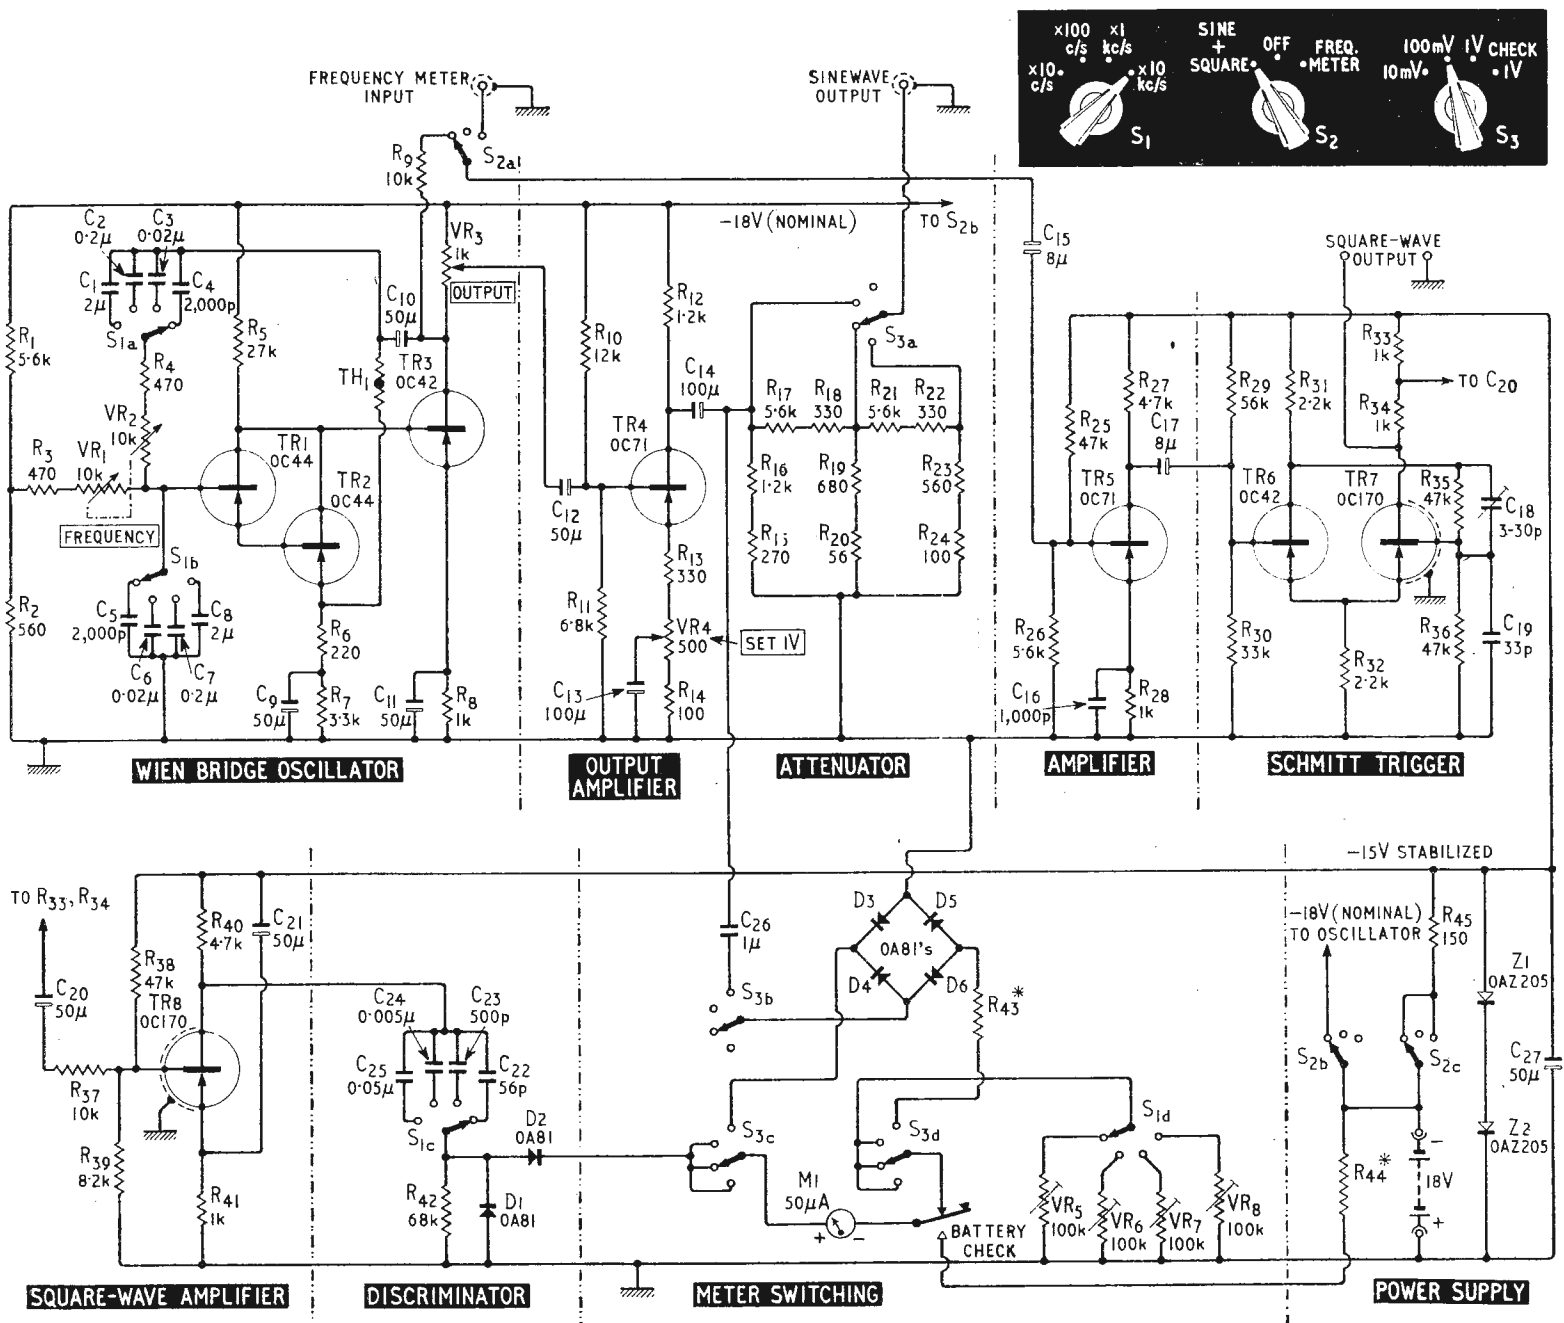 ×100 c/s
×1 kc/s
×10 c/s
×10 kc/s
S1
SINE + SQUARE
OFF
FREQ. METER
S2
10mV
100mV
1V
CHECK 1V
S3
FREQUENCY METER INPUT
SINEWAVE OUTPUT
R9 10k
S2a
-18V (NOMINAL)
TO S2b
C15 8μ
SQUARE-WAVE OUTPUT
C2 0·2μ
C3 0·02μ
C1 2μ
C4 2,000p
S1a
R1 5·6k
R4 470
R5 27k
C10 50μ
VR3 1k
OUTPUT
TH1
TR3 OC42
R10 12k
R12 1·2k
C14 100μ
S3a
R17 5·6k
R18 330
R21 5·6k
R22 330
R33 1k
TO C20
R34 1k
R27 4·7k
R29 56k
R31 2·2k
R25 47k
C17 8μ
VR2 10k
R3 470
VR1 10k
FREQUENCY
TR1 OC44
TR2 OC44
TR4 OC71
C12 50μ
R16 1·2k
R19 680
R23 560
R15 270
R20 56
R24 100
TR5 OC71
TR6 OC42
TR7 OC170
R35 47k
C18 3-30p
S1b
R2 560
C5 2,000p
C8 2μ
C6 0·02μ
C7 0·2μ
R6 220
C9 50μ
R7 3·3k
C11 50μ
R8 1k
R13 330
R11 6·8k
VR4 500
SET 1V
C13 100μ
R14 100
R26 5·6k
C16 1,000p
R28 1k
R30 33k
R32 2·2k
R36 47k
C19 33p
WIEN BRIDGE OSCILLATOR
OUTPUT AMPLIFIER
ATTENUATOR
AMPLIFIER
SCHMITT TRIGGER
-15V STABILIZED
TO R33, R34
R40 4·7k
C21 50μ
R38 47k
C20 50μ
TR8 OC170
R37 10k
R39 8·2k
R41 1k
C24 0·005μ
C23 500p
C25 0·05μ
C22 56p
S1c
D2 OA81
R42 68k
D1 OA81
C26 1μ
S3b
D3
D5
OA81's
D4
D6
R43*
S3c
S3d
M1 50μA
+
-
BATTERY CHECK
S1d
VR5 100k
VR6 100k
VR7 100k
VR8 100k
-18V (NOMINAL) TO OSCILLATOR
R45 150
Z1 OAZ205
S2b
S2c
C27 50μ
Z2 OAZ205
R44*
-
18V
+
SQUARE-WAVE AMPLIFIER
DISCRIMINATOR
METER SWITCHING
POWER SUPPLY